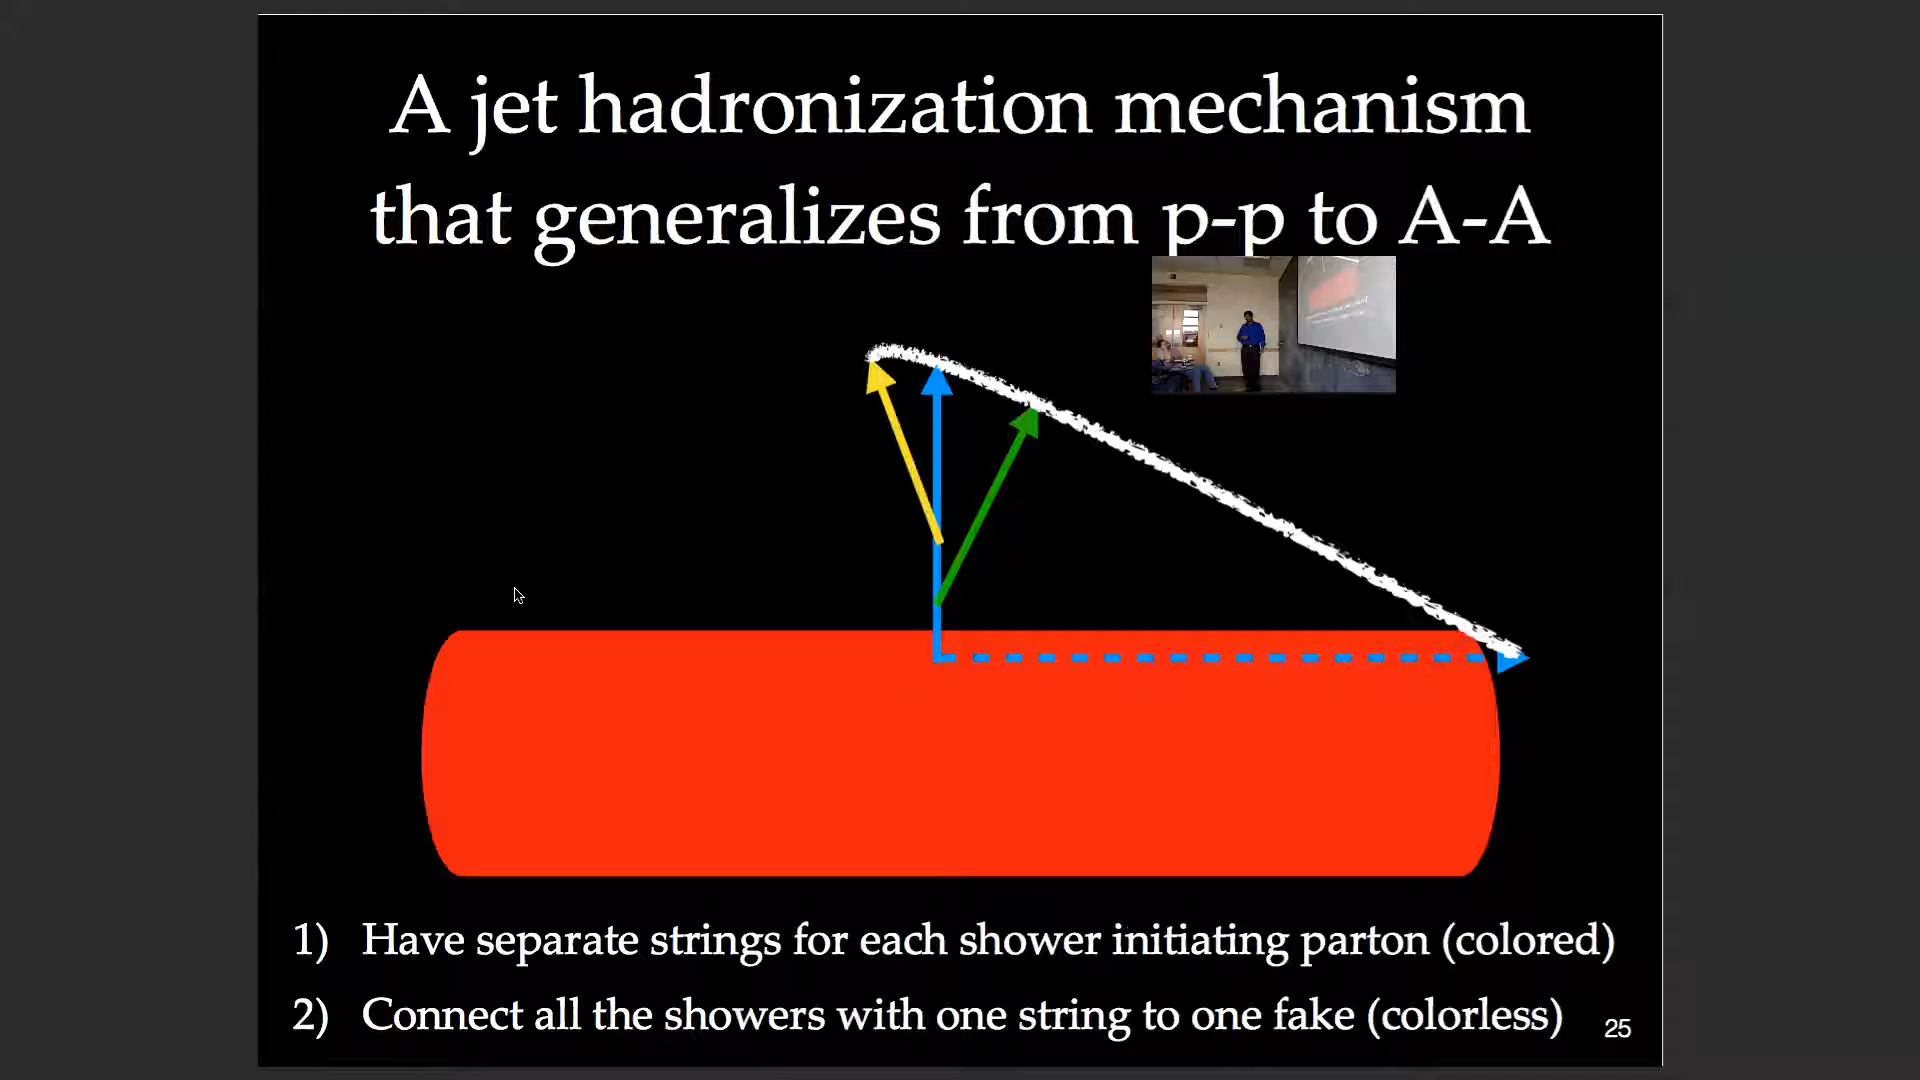 A jet hadronization mechanism
that generalizes from p-p to A-A
1) Have separate strings for each shower initiating parton (colored)
2) Connect all the showers with one string to one fake (colorless)
25